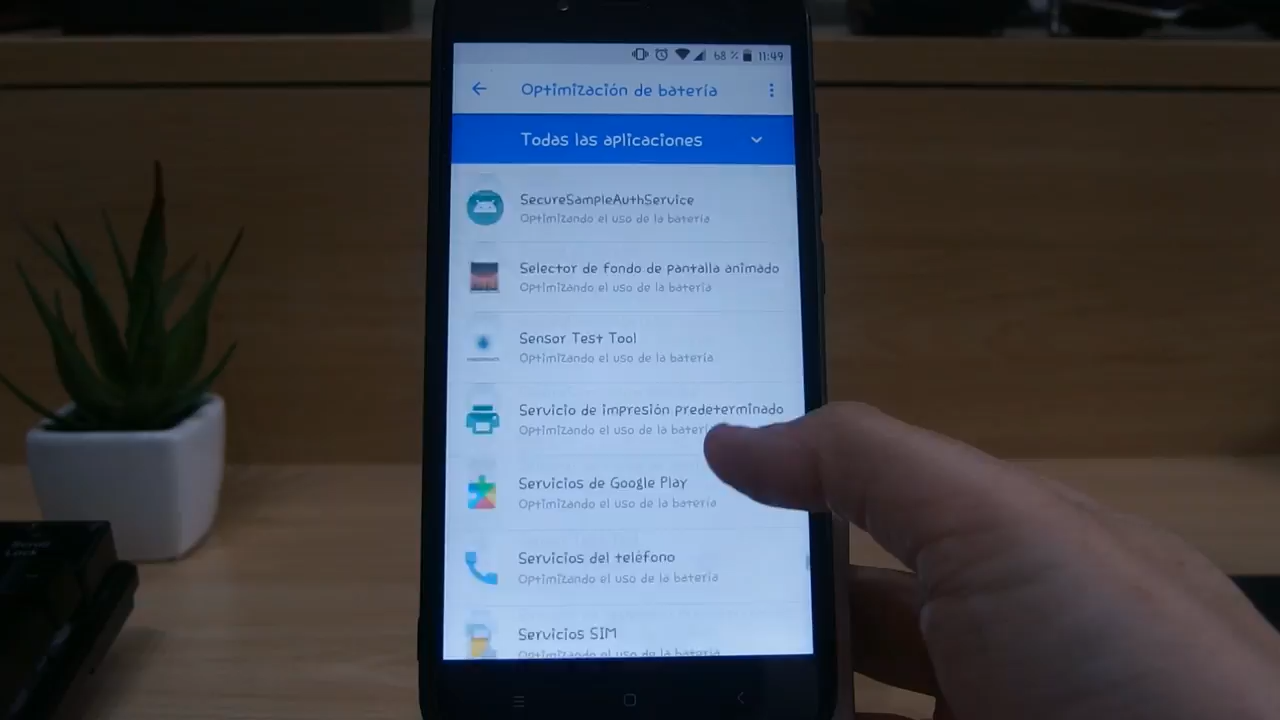 68 % 11:49
Optimización de batería
Todas las aplicaciones
SecureSampleAuthService
Optimizando el uso de la batería
Selector de fondo de pantalla animado
Optimizando el uso de la batería
Sensor Test Tool
Optimizando el uso de la batería
Servicio de impresión predeterminado
Optimizando el uso de la batería
Servicios de Google Play
Optimizando el uso de la batería
Servicios del teléfono
Optimizando el uso de la batería
Servicios SIM
Optimizando el uso de la batería
Scroll
Lock